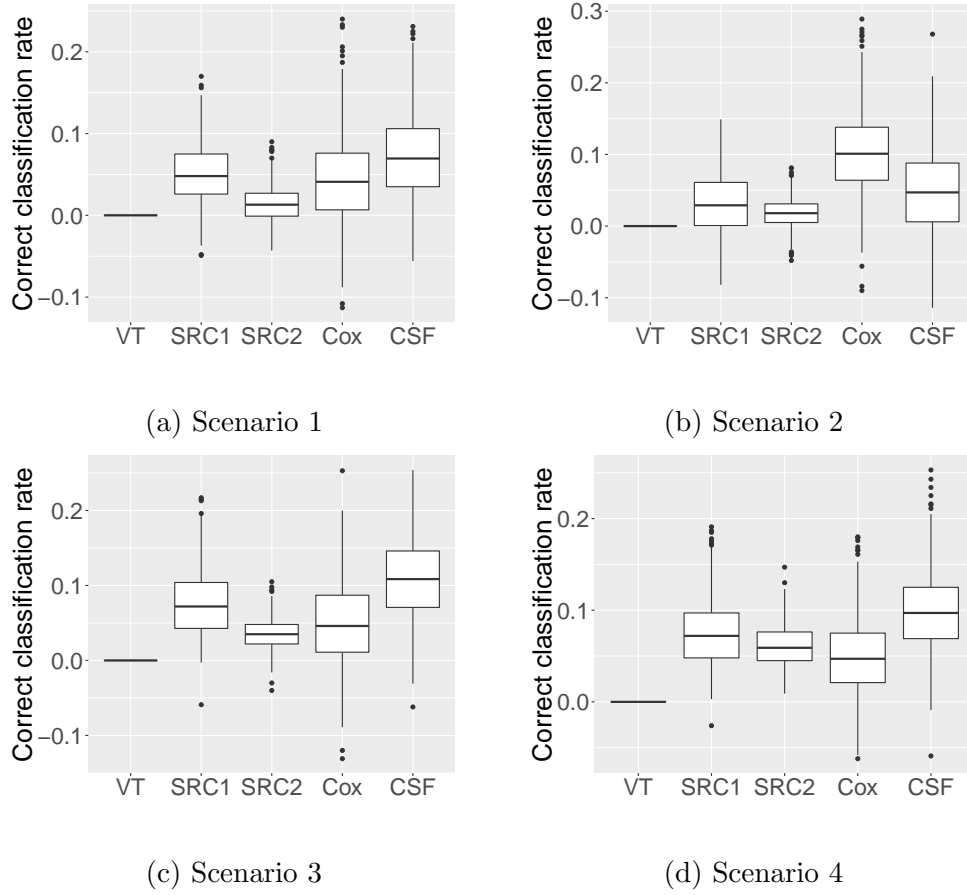 Correct classification rate
0.2
0.1
0.0
−0.1
VT SRC1 SRC2 Cox CSF
(a) Scenario 1
Correct classification rate
0.3
0.2
0.1
0.0
−0.1
VT SRC1 SRC2 Cox CSF
(b) Scenario 2
Correct classification rate
0.2
0.1
0.0
−0.1
VT SRC1 SRC2 Cox CSF
(c) Scenario 3
Correct classification rate
0.2
0.1
0.0
VT SRC1 SRC2 Cox CSF
(d) Scenario 4